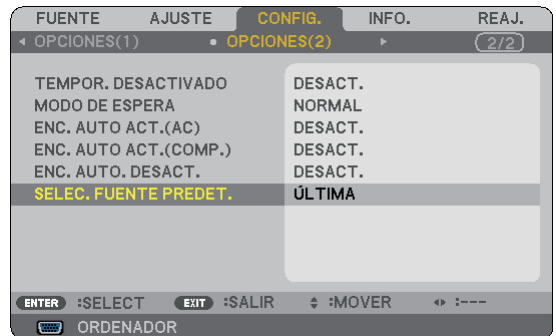 FUENTE AJUSTE CONFIG. INFO. REAJ.
OPCIONES(1) • OPCIONES(2) 2/2
TEMPOR. DESACTIVADO DESACT.
MODO DE ESPERA NORMAL
ENC. AUTO ACT.(AC) DESACT.
ENC. AUTO ACT.(COMP.) DESACT.
ENC. AUTO. DESACT. DESACT.
SELEC. FUENTE PREDET. ÚLTIMA
ENTER :SELECT EXIT :SALIR :MOVER :---
ORDENADOR